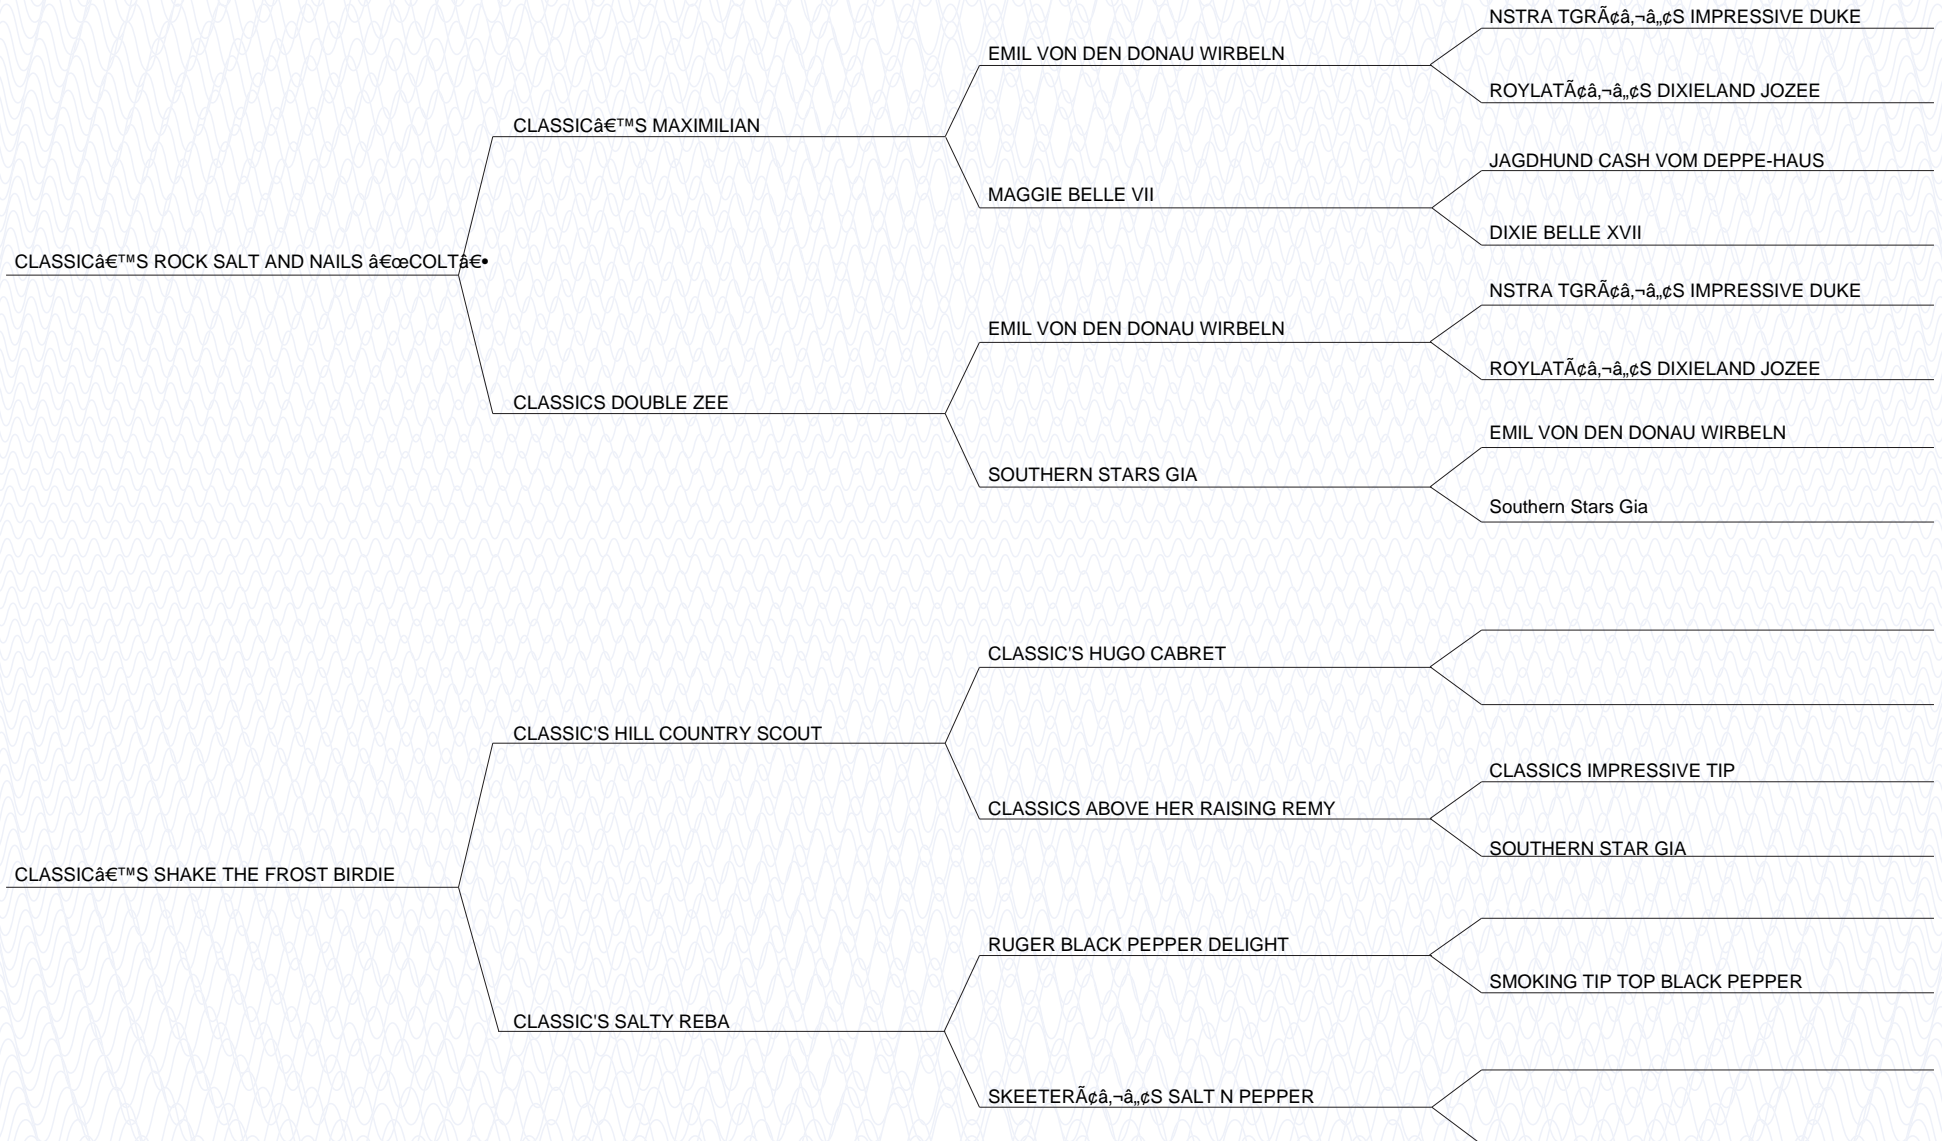 NSTRA TGRÃ¢â‚¬â„¢S IMPRESSIVE DUKE
EMIL VON DEN DONAU WIRBELN
ROYLATÃ¢â‚¬â„¢S DIXIELAND JOZEE
CLASSICâ€™S MAXIMILIAN
JAGDHUND CASH VOM DEPPE-HAUS
MAGGIE BELLE VII
DIXIE BELLE XVII
CLASSICâ€™S ROCK SALT AND NAILS â€œCOLTâ€•
NSTRA TGRÃ¢â‚¬â„¢S IMPRESSIVE DUKE
EMIL VON DEN DONAU WIRBELN
ROYLATÃ¢â‚¬â„¢S DIXIELAND JOZEE
CLASSICS DOUBLE ZEE
EMIL VON DEN DONAU WIRBELN
SOUTHERN STARS GIA
Southern Stars Gia
CLASSIC'S HUGO CABRET
CLASSIC'S HILL COUNTRY SCOUT
CLASSICS IMPRESSIVE TIP
CLASSICS ABOVE HER RAISING REMY
SOUTHERN STAR GIA
CLASSICâ€™S SHAKE THE FROST BIRDIE
RUGER BLACK PEPPER DELIGHT
SMOKING TIP TOP BLACK PEPPER
CLASSIC'S SALTY REBA
SKEETERÃ¢â‚¬â„¢S SALT N PEPPER